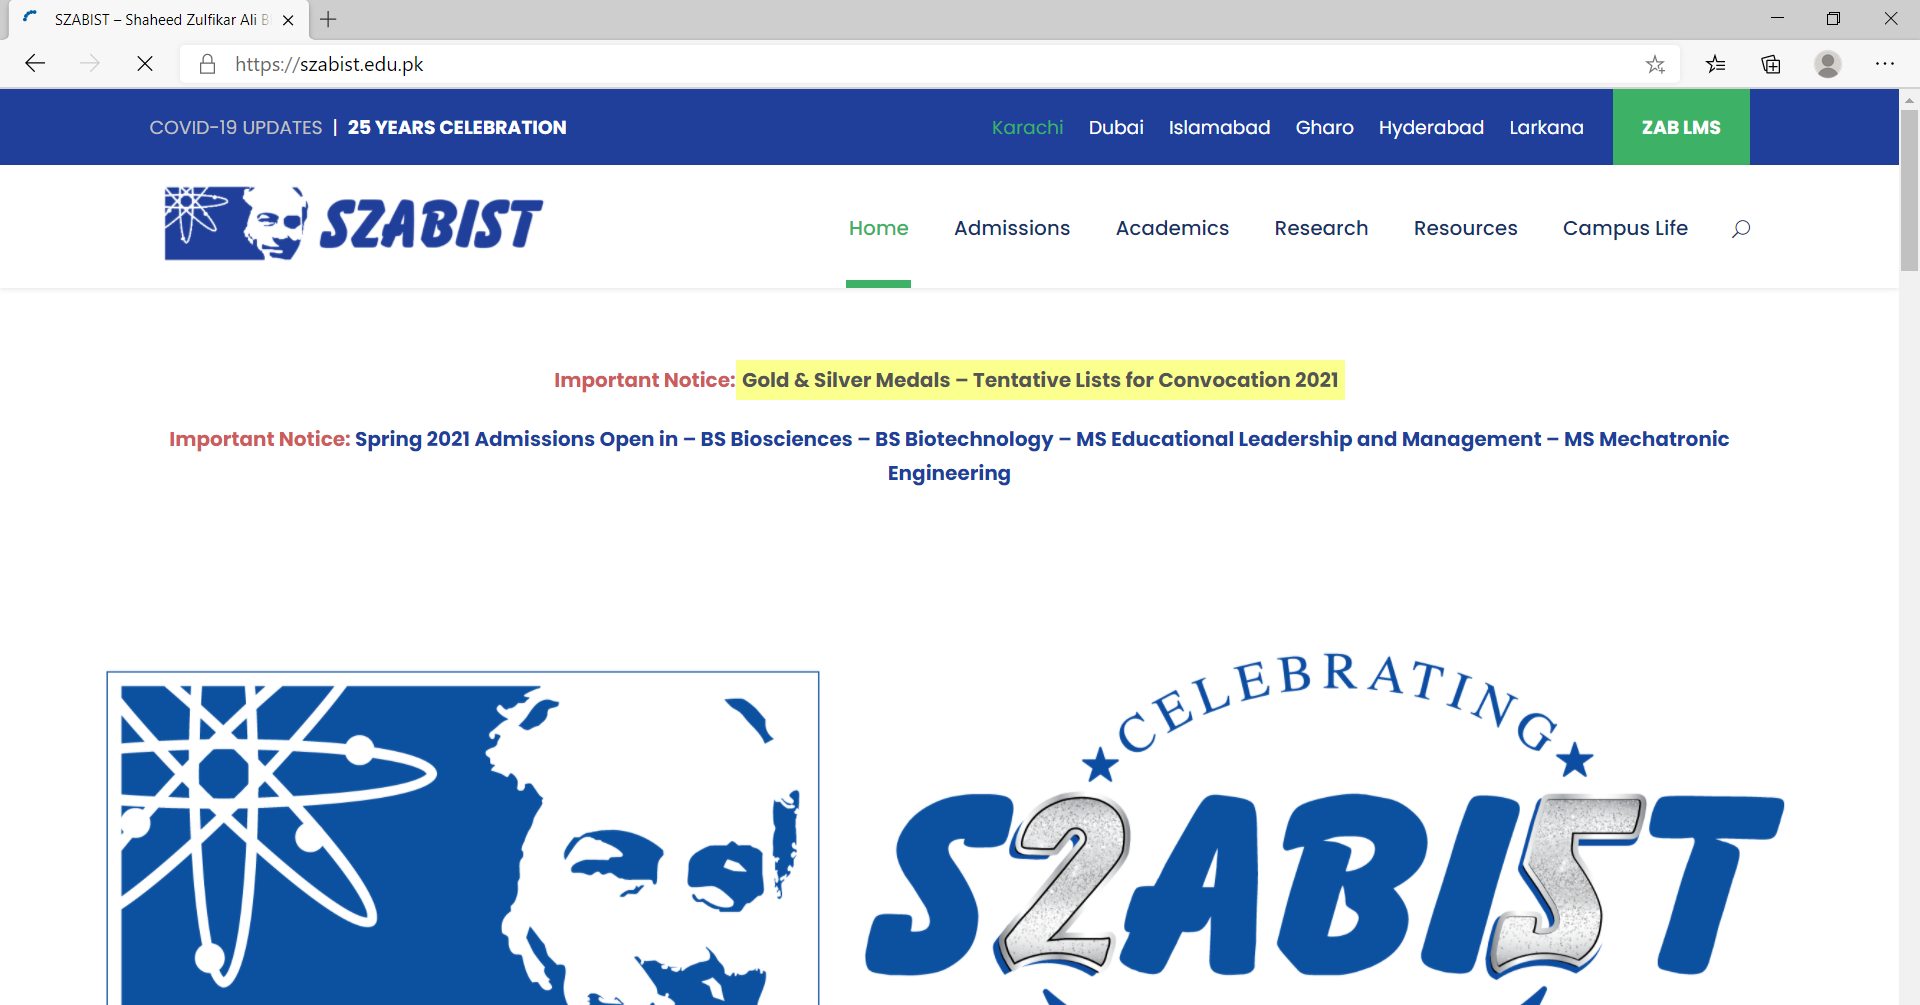 SZABIST – Shaheed Zulfikar Ali B
https://szabist.edu.pk
COVID-19 UPDATES | 25 YEARS CELEBRATION
Karachi Dubai Islamabad Gharo Hyderabad Larkana ZAB LMS
SZABIST
Home Admissions Academics Research Resources Campus Life
Important Notice: Gold & Silver Medals – Tentative Lists for Convocation 2021
Important Notice: Spring 2021 Admissions Open in – BS Biosciences – BS Biotechnology – MS Educational Leadership and Management – MS Mechatronic
Engineering
CELEBRATING
S2ABI5T